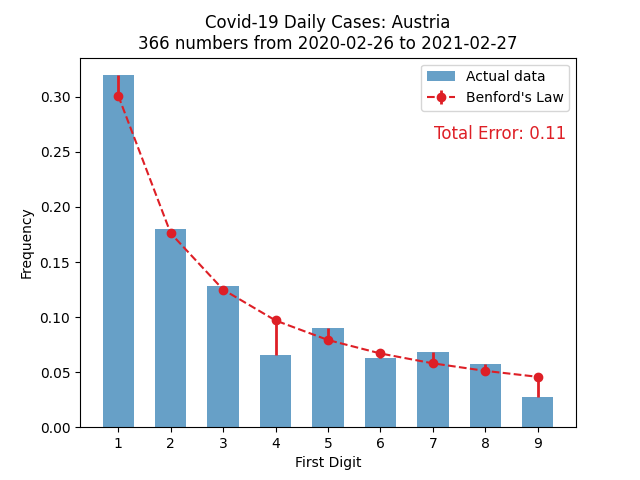 Covid-19 Daily Cases: Austria
366 numbers from 2020-02-26 to 2021-02-27
Actual data
Benford's Law
Total Error: 0.11
Frequency
0.30
0.25
0.20
0.15
0.10
0.05
0.00
1 2 3 4 5 6 7 8 9
First Digit